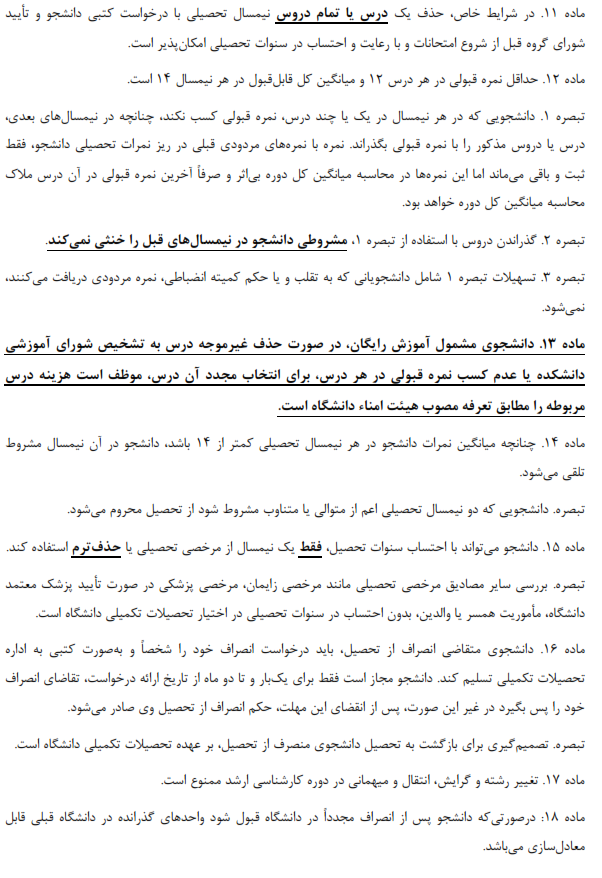 ماده ۱۱. در شرایط خاص، حذف یک درس یا تمام دروس نیمسال تحصیلی با درخواست کتبی دانشجو و تأیید
شورای گروه قبل از شروع امتحانات و با رعایت و احتساب در سنوات تحصیلی امکان‌پذیر است.
ماده ۱۲. حداقل نمره قبولی در هر درس ۱۲ و میانگین کل قابل‌قبول در هر نیمسال ۱۴ است.
تبصره ۱. دانشجویی که در هر نیمسال در یک یا چند درس، نمره قبولی کسب نکند، چنانچه در نیمسال‌های بعدی،
درس یا دروس مذکور را با نمره قبولی بگذراند. نمره با نمره‌های مردودی قبلی در ریز نمرات تحصیلی دانشجو، فقط
ثبت و باقی می‌ماند اما این نمره‌ها در محاسبه میانگین کل دوره بی‌اثر و صرفاً آخرین نمره قبولی در آن درس ملاک
محاسبه میانگین کل دوره خواهد بود.
تبصره ۲. گذراندن دروس با استفاده از تبصره ۱، مشروطی دانشجو در نیمسال‌های قبل را خنثی نمی‌کند.
تبصره ۳. تسهیلات تبصره ۱ شامل دانشجویانی که به تقلب و یا حکم کمیته انضباطی، نمره مردودی دریافت می‌کنند،
نمی‌شود.
ماده ۱۳. دانشجوی مشمول آموزش رایگان، در صورت حذف غیرموجه درس به تشخیص شورای آموزشی
دانشکده یا عدم کسب نمره قبولی در هر درس، برای انتخاب مجدد آن درس، موظف است هزینه درس
مربوطه را مطابق تعرفه مصوب هیئت امناء دانشگاه است.
ماده ۱۴. چنانچه میانگین نمرات دانشجو در هر نیمسال تحصیلی کمتر از ۱۴ باشد، دانشجو در آن نیمسال مشروط
تلقی می‌شود.
تبصره. دانشجویی که دو نیمسال تحصیلی اعم از متوالی یا متناوب مشروط شود از تحصیل محروم می‌شود.
ماده ۱۵. دانشجو می‌تواند با احتساب سنوات تحصیل، فقط یک نیمسال از مرخصی تحصیلی یا حذف‌ترم استفاده کند.
تبصره. بررسی سایر مصادیق مرخصی تحصیلی مانند مرخصی زایمان، مرخصی پزشکی در صورت تأیید پزشک معتمد
دانشگاه، مأموریت همسر یا والدین، بدون احتساب در سنوات تحصیلی در اختیار تحصیلات تکمیلی دانشگاه است.
ماده ۱۶. دانشجوی متقاضی انصراف از تحصیل، باید درخواست انصراف خود را شخصاً و به‌صورت کتبی به اداره
تحصیلات تکمیلی تسلیم کند. دانشجو مجاز است فقط برای یک‌بار و تا دو ماه از تاریخ ارائه درخواست، تقاضای انصراف
خود را پس بگیرد در غیر این صورت، پس از انقضای این مهلت، حکم انصراف از تحصیل وی صادر می‌شود.
تبصره. تصمیم‌گیری برای بازگشت به تحصیل دانشجوی منصرف از تحصیل، بر عهده تحصیلات تکمیلی دانشگاه است.
ماده ۱۷. تغییر رشته و گرایش، انتقال و میهمانی در دوره کارشناسی ارشد ممنوع است.
ماده ۱۸: درصورتی‌که دانشجو پس از انصراف مجدداً در دانشگاه قبول شود واحدهای گذرانده در دانشگاه قبلی قابل
معادل‌سازی می‌باشد.